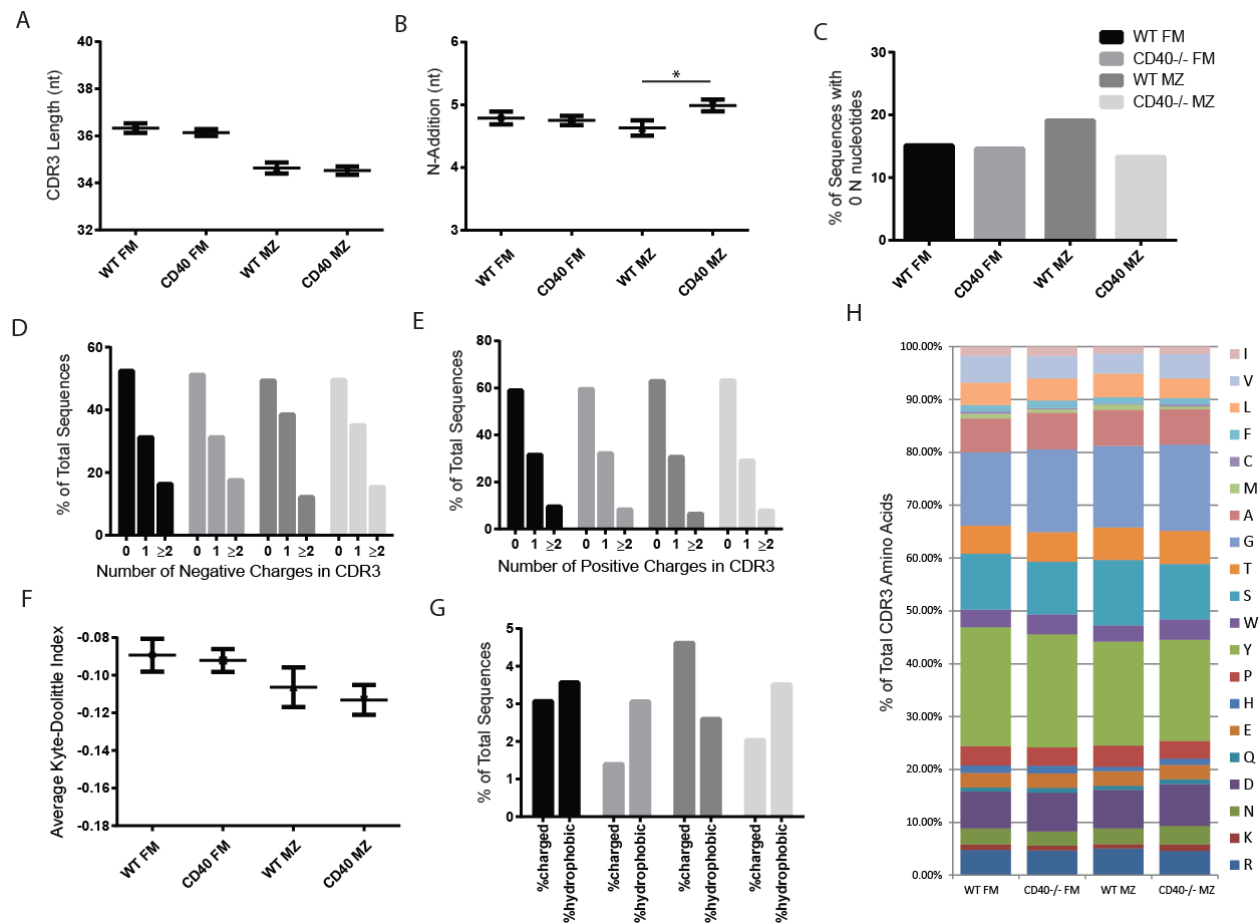 A
CDR3 Length (nt)
40
38
36
34
32
WT FM
CD40 FM
WT MZ
CD40 MZ
B
N-Addition (nt)
6
5
4
3
*
WT FM
CD40 FM
WT MZ
CD40 MZ
C
% of Sequences with
0 N nucleotides
30
20
10
0
WT FM
CD40 FM
WT MZ
CD40 MZ
WT FM
CD40-/- FM
WT MZ
CD40-/- MZ
D
% of Total Sequences
60
40
20
0
0 1 ≥2 0 1 ≥2 0 1 ≥2 0 1 ≥2
Number of Negative Charges in CDR3
E
% of Total Sequences
80
60
40
20
0
0 1 ≥2 0 1 ≥2 0 1 ≥2 0 1 ≥2
Number of Positive Charges in CDR3
F
Average Kyte-Doolittle Index
-0.08
-0.10
-0.12
-0.14
-0.16
-0.18
WT FM
CD40 FM
WT MZ
CD40 MZ
G
% of Total Sequences
5
4
3
2
1
0
%charged
%hydrophobic
%charged
%hydrophobic
%charged
%hydrophobic
%charged
%hydrophobic
H
% of Total CDR3 Amino Acids
100.00%
90.00%
80.00%
70.00%
60.00%
50.00%
40.00%
30.00%
20.00%
10.00%
0.00%
WT FM
CD40-/- FM
WT MZ
CD40-/- MZ
I
V
L
F
C
M
A
G
T
S
W
Y
P
H
E
Q
D
N
K
R